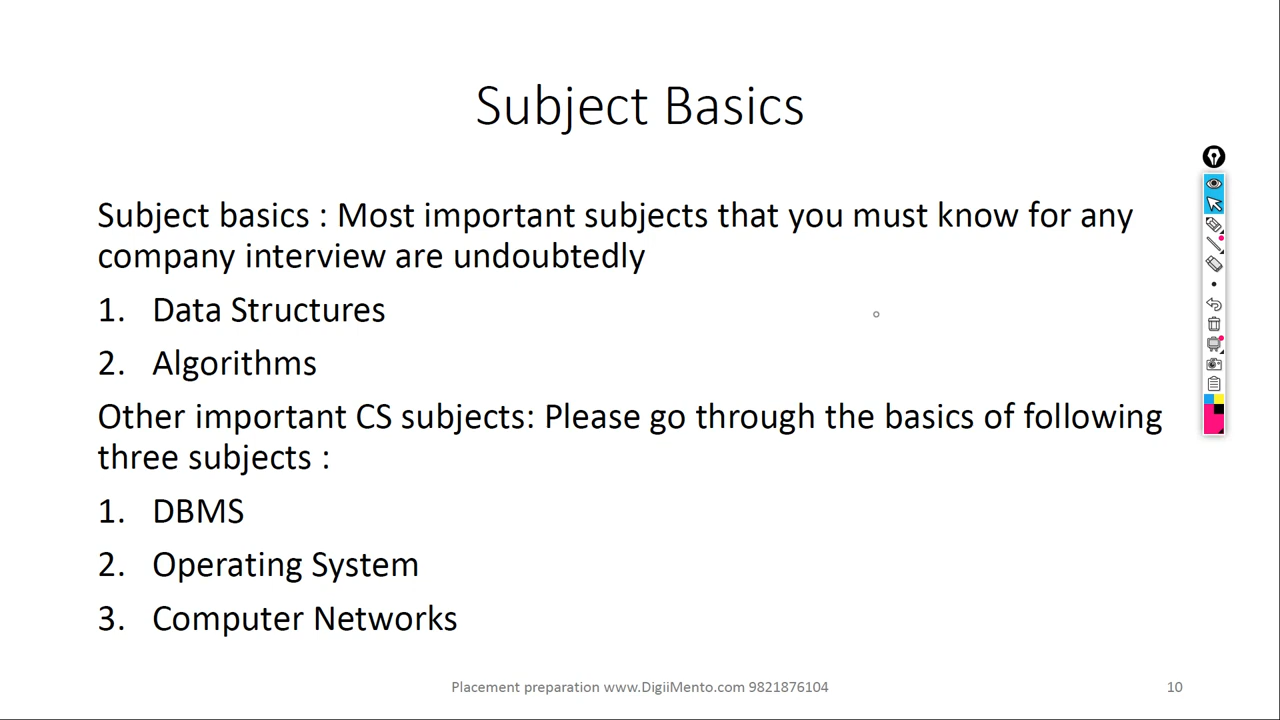 Subject Basics
Subject basics : Most important subjects that you must know for any
company interview are undoubtedly
1. Data Structures
2. Algorithms
Other important CS subjects: Please go through the basics of following
three subjects :
1. DBMS
2. Operating System
3. Computer Networks
Placement preparation www.DigiiMento.com 9821876104
10